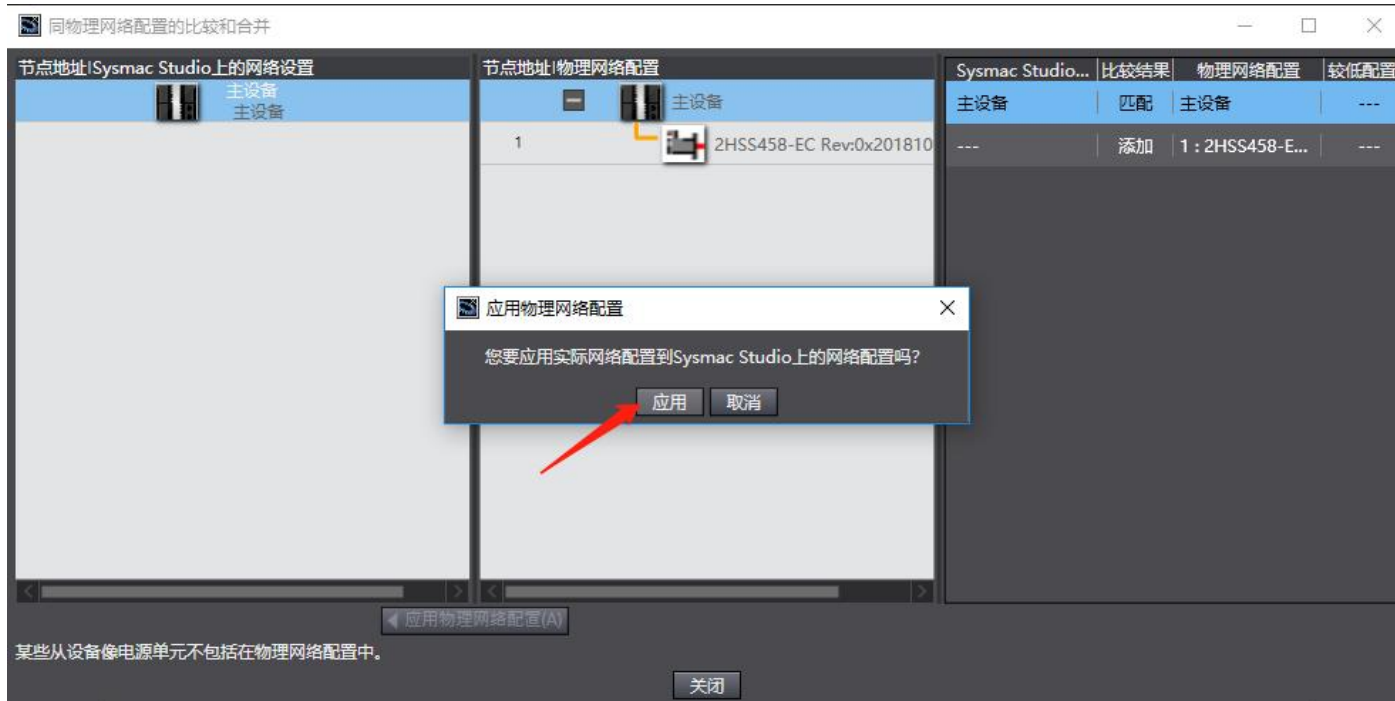 同物理网络配置的比较和合并
节点地址|Sysmac Studio上的网络设置
主设备
主设备
节点地址|物理网络配置
主设备
1 2HSS458-EC Rev:0x201810
Sysmac Studio... 比较结果 物理网络配置 较低配置
主设备 匹配 主设备 ---
--- 添加 1 : 2HSS458-E... ---
应用物理网络配置
您要应用实际网络配置到Sysmac Studio上的网络配置吗?
应用 取消
应用物理网络配置(A)
某些从设备像电源单元不包括在物理网络配置中。
关闭